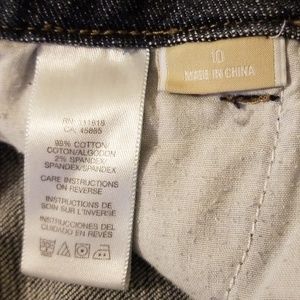 RN: 111818
CA: 45885
98% COTTON/
COTON/ALGODON
2% SPANDEX/
SPANDEX/SPANDEX
CARE INSTRUCTIONS
ON REVERSE
INSTRUCTIONS DE
SOIN SUR L'INVERSE
INSTRUCCIONES DEL
CUIDADO EN REVÉS
10
MADE IN CHINA